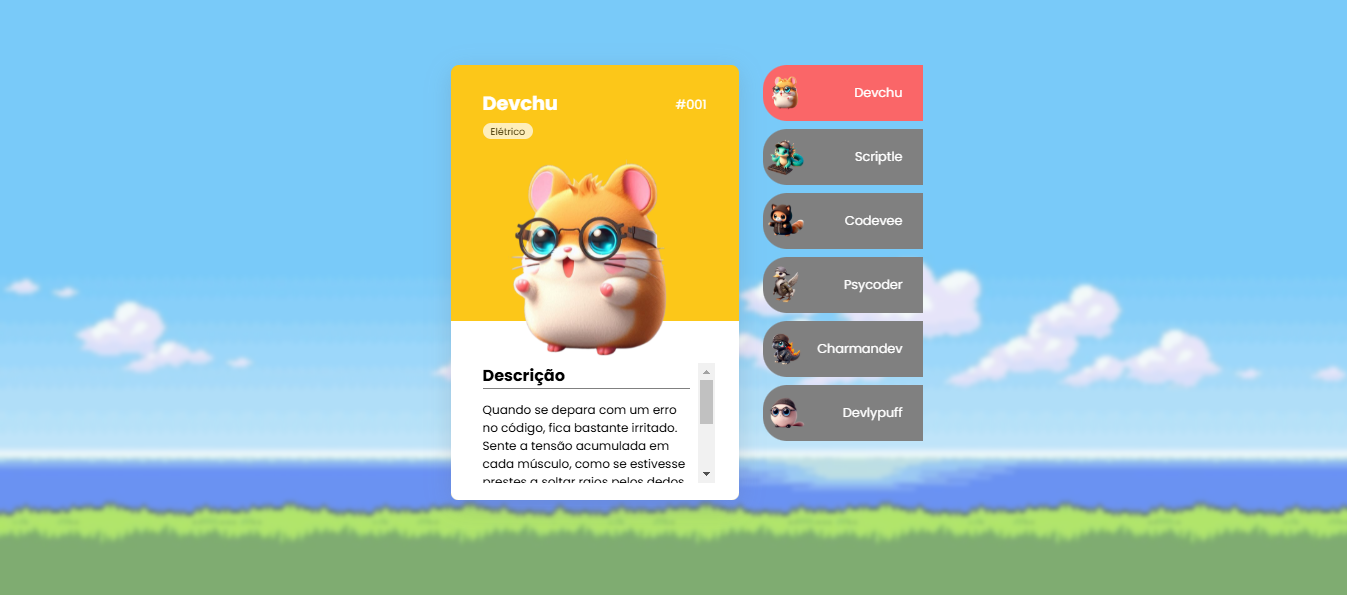 Devchu
#001
Elétrico
Descrição
Quando se depara com um erro
no código, fica bastante irritado.
Sente a tensão acumulada em
cada músculo, como se estivesse
prestes a soltar raios pelos dedos
Devchu
Scriptle
Codevee
Psycoder
Charmandev
Devlypuff